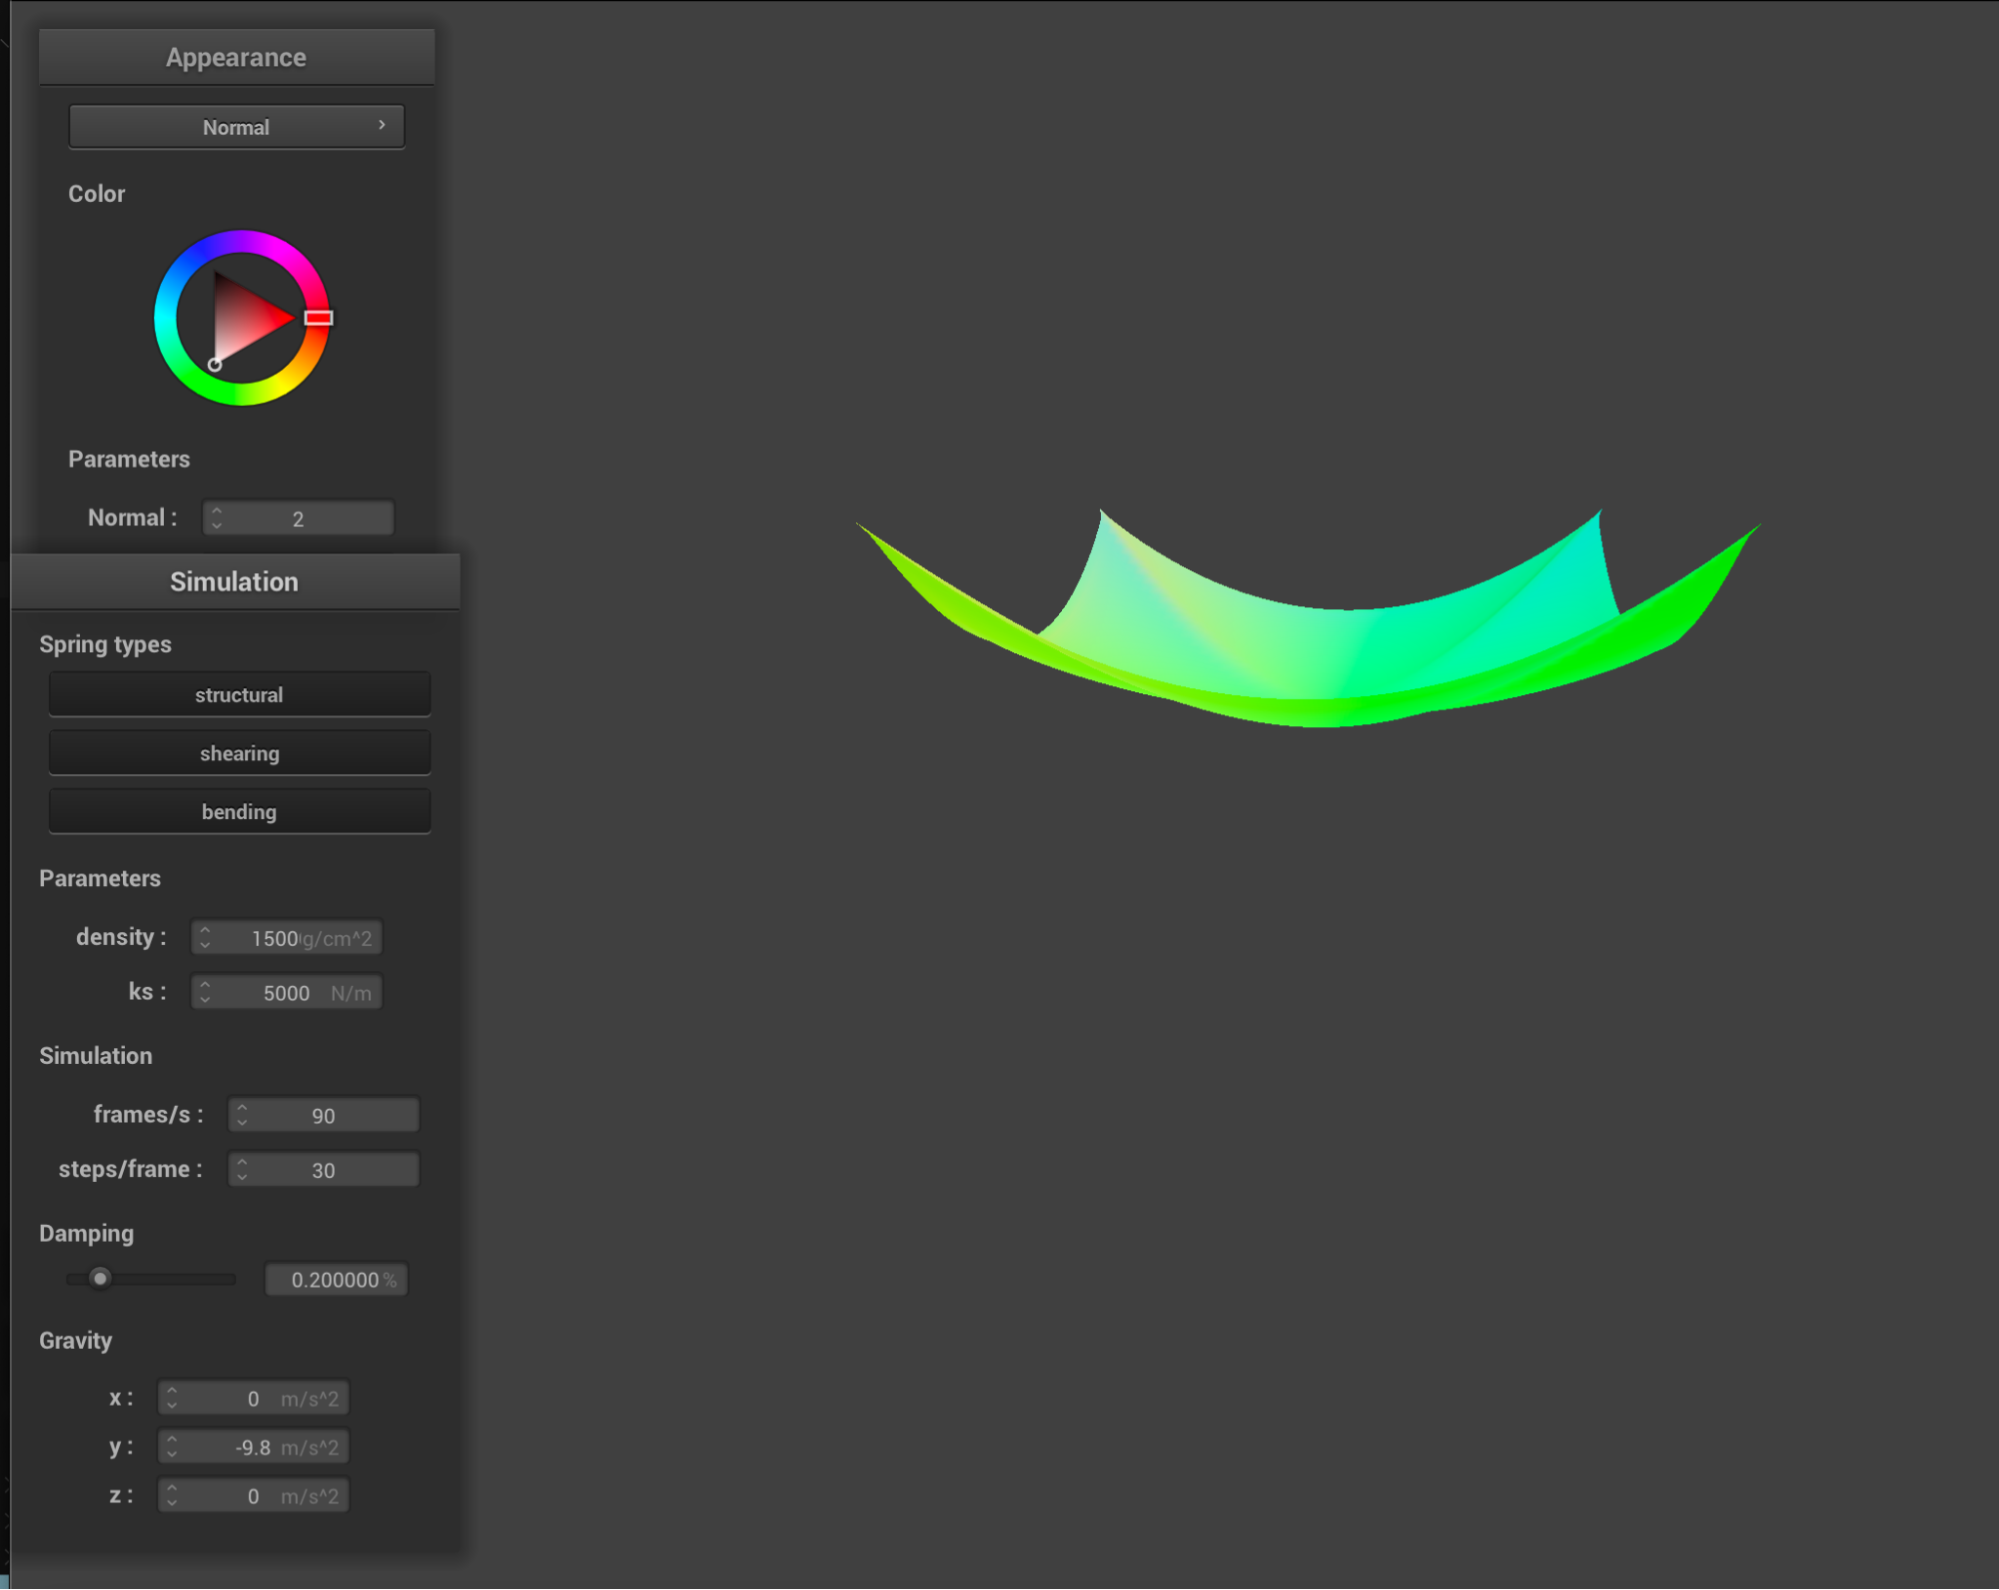 Appearance
Normal
Color
Parameters
Normal : 2
Simulation
Spring types
structural
shearing
bending
Parameters
density : 1500 g/cm^2
ks : 5000 N/m
Simulation
frames/s : 90
steps/frame : 30
Damping
0.200000 %
Gravity
x : 0 m/s^2
y : -9.8 m/s^2
z : 0 m/s^2